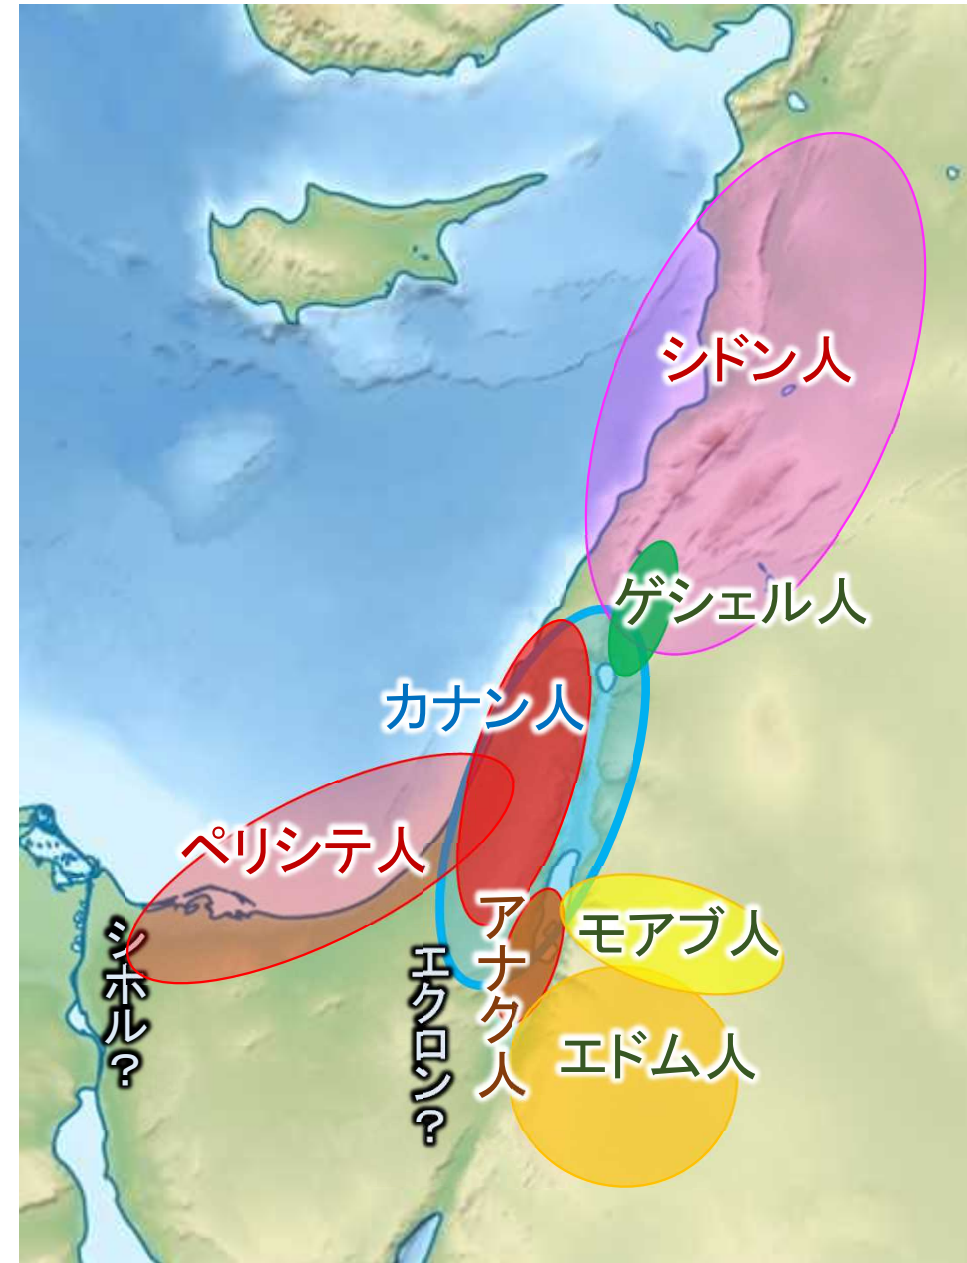 シドン人
ゲシェル人
カナン人
ペリシテ人
アナク人
モアブ人
シホル?
エクロン?
エドム人